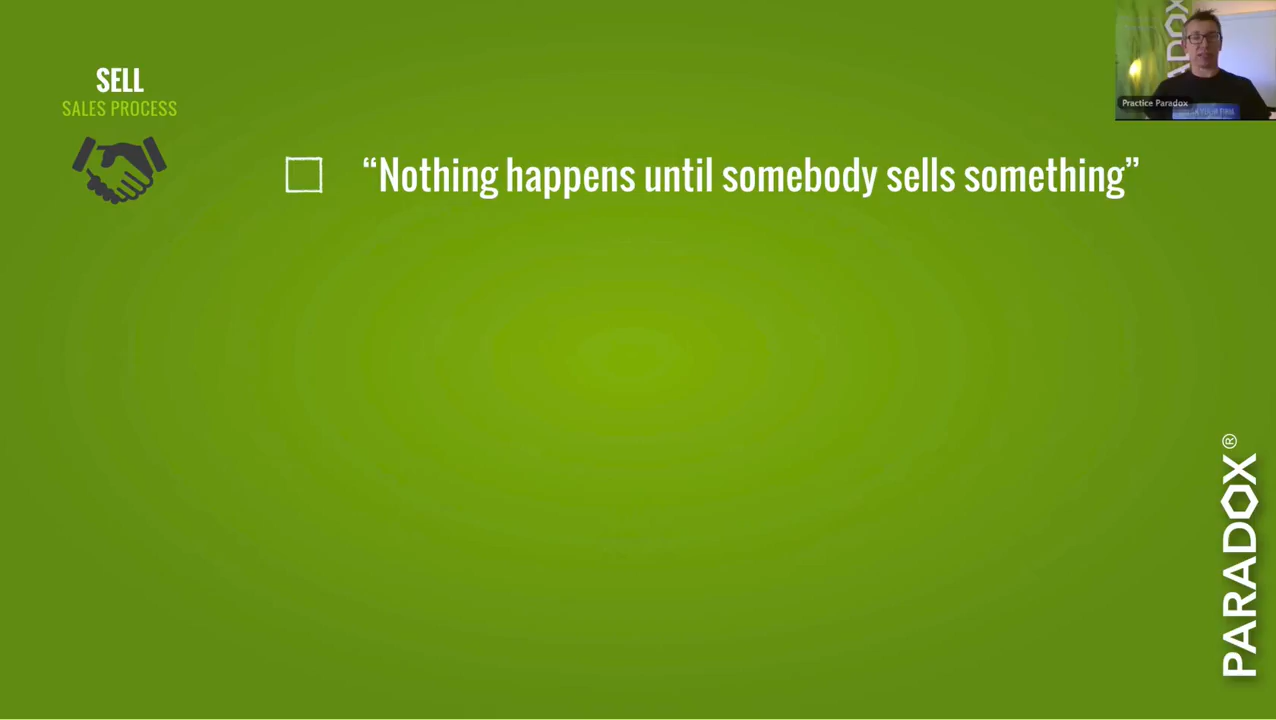 SELL
SALES PROCESS
“Nothing happens until somebody sells something”
Practice Paradox
PARADOX®